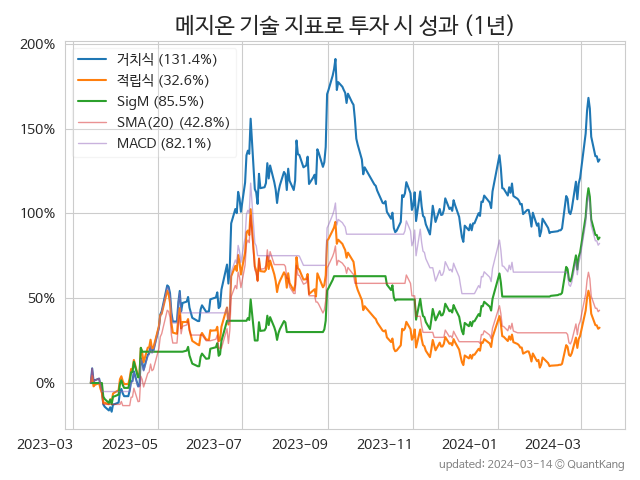 메지온 기술 지표로 투자 시 성과 (1년)
200%
150%
100%
50%
0%
거치식 (131.4%)
적립식 (32.6%)
SigM (85.5%)
SMA(20) (42.8%)
MACD (82.1%)
2023-03 2023-05 2023-07 2023-09 2023-11 2024-01 2024-03
updated: 2024-03-14 © QuantKang